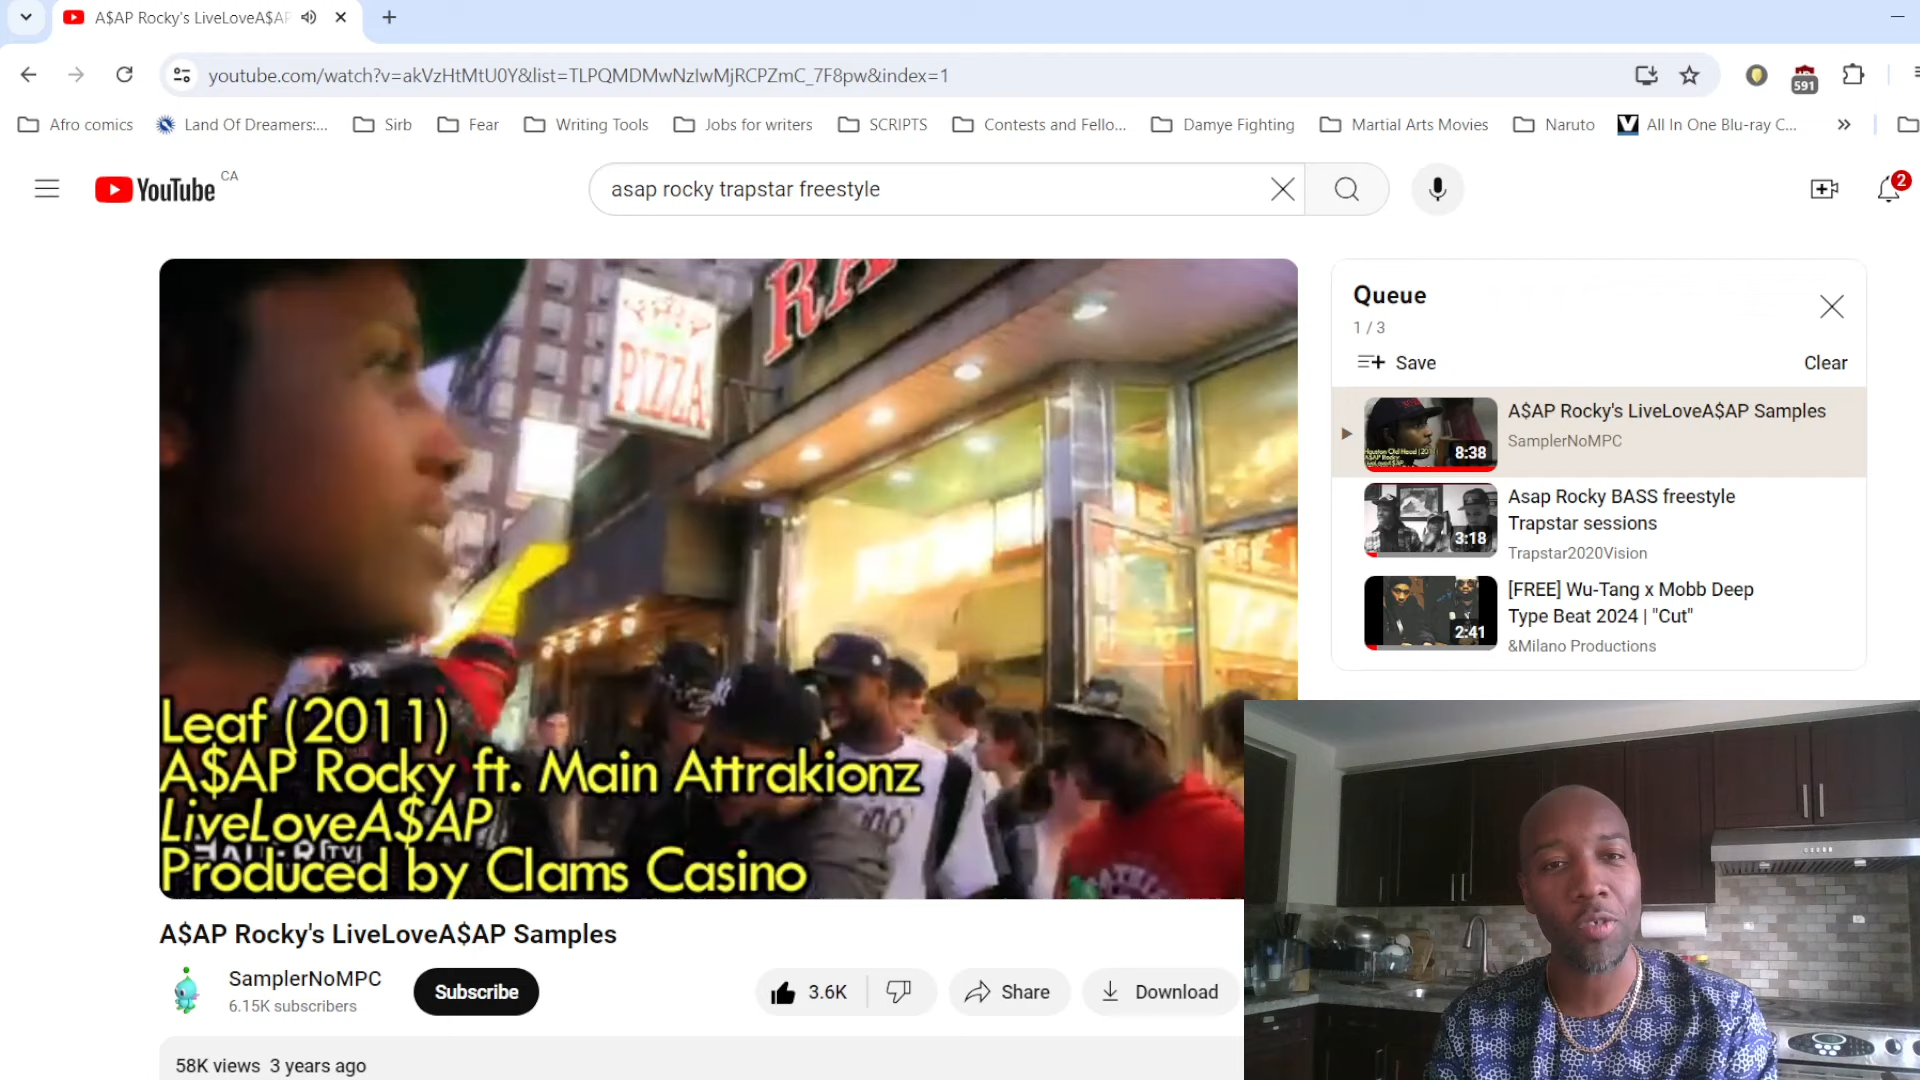 A$AP Rocky's LiveLoveA$AP
youtube.com/watch?v=akVzHtMtU0Y&list=TLPQMDMwNzIwMjRCPZmC_7F8pw&index=1
591
Afro comics
Land Of Dreamers:...
Sirb
Fear
Writing Tools
Jobs for writers
SCRIPTS
Contests and Fello...
Damye Fighting
Martial Arts Movies
Naruto
All In One Blu-ray C...
YouTube CA
asap rocky trapstar freestyle
2
PIZZA
Leaf (2011)
A$AP Rocky ft. Main Attrakionz
LiveLoveA$AP
Produced by Clams Casino
Queue
1 / 3
Save
Clear
8:38
A$AP Rocky's LiveLoveA$AP Samples
SamplerNoMPC
3:18
Asap Rocky BASS freestyle
Trapstar sessions
Trapstar2020Vision
2:41
[FREE] Wu-Tang x Mobb Deep
Type Beat 2024 | "Cut"
&Milano Productions
A$AP Rocky's LiveLoveA$AP Samples
SamplerNoMPC
6.15K subscribers
Subscribe
3.6K
Share
Download
58K views 3 years ago